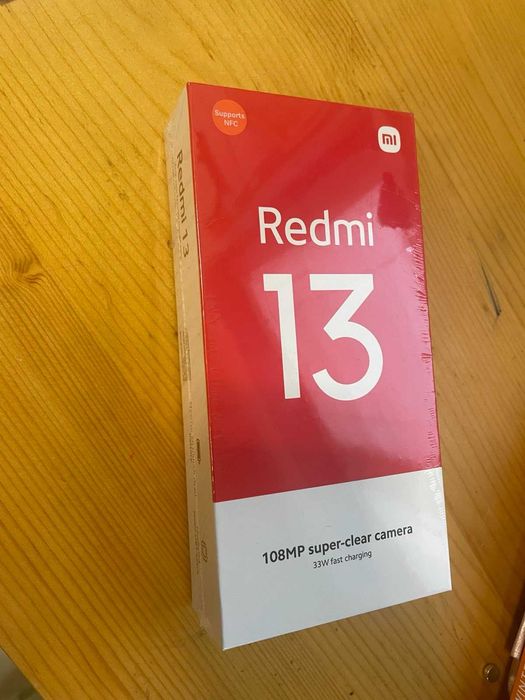 Supports
NFC
mi
Redmi
13
108MP super-clear camera
33W fast charging
Redmi 13